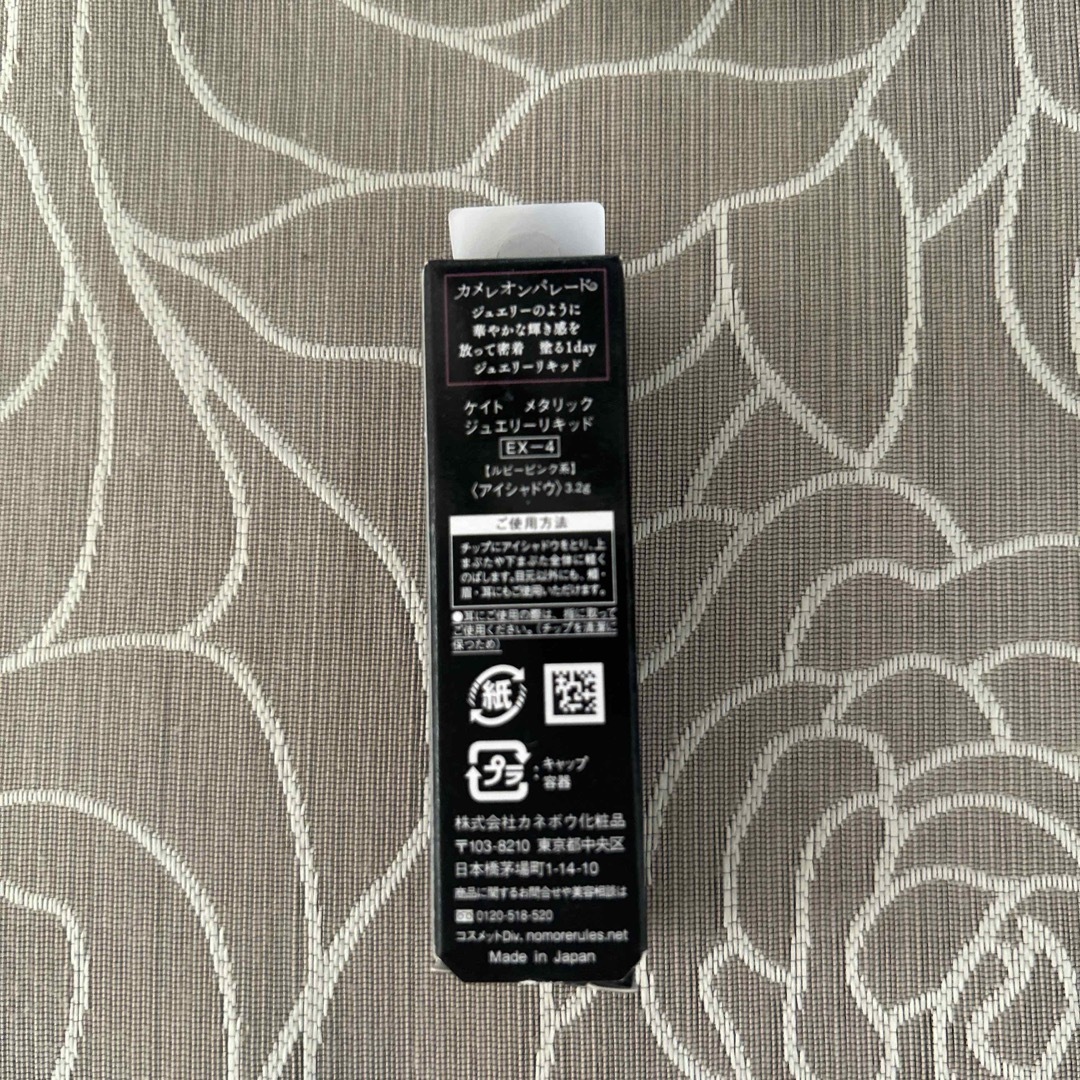 カメレオンパレード
ジュエリーのように
華やかな輝き感を
放って密着　塗る1day
ジュエリーリキッド
ケイト　メタリック
ジュエリーリキッド
EX－4
【ルビーピンク系】
〈アイシャドウ〉3.2g
ご使用方法
チップにアイシャドウをとり、上
まぶたや下まぶた全体に軽く
のばします。目元以外にも、頬・
眉・耳にもご使用いただけます。
●耳にご使用の際は、指に取って
ご使用ください。（チップを清潔に
保つため）
紙
プラ：キャップ
容器
株式会社カネボウ化粧品
〒103-8210 東京都中央区
日本橋茅場町1-14-10
商品に関するお問合せや美容相談は
0120-518-520
コスメットDiv. nomorerules.net
Made in Japan